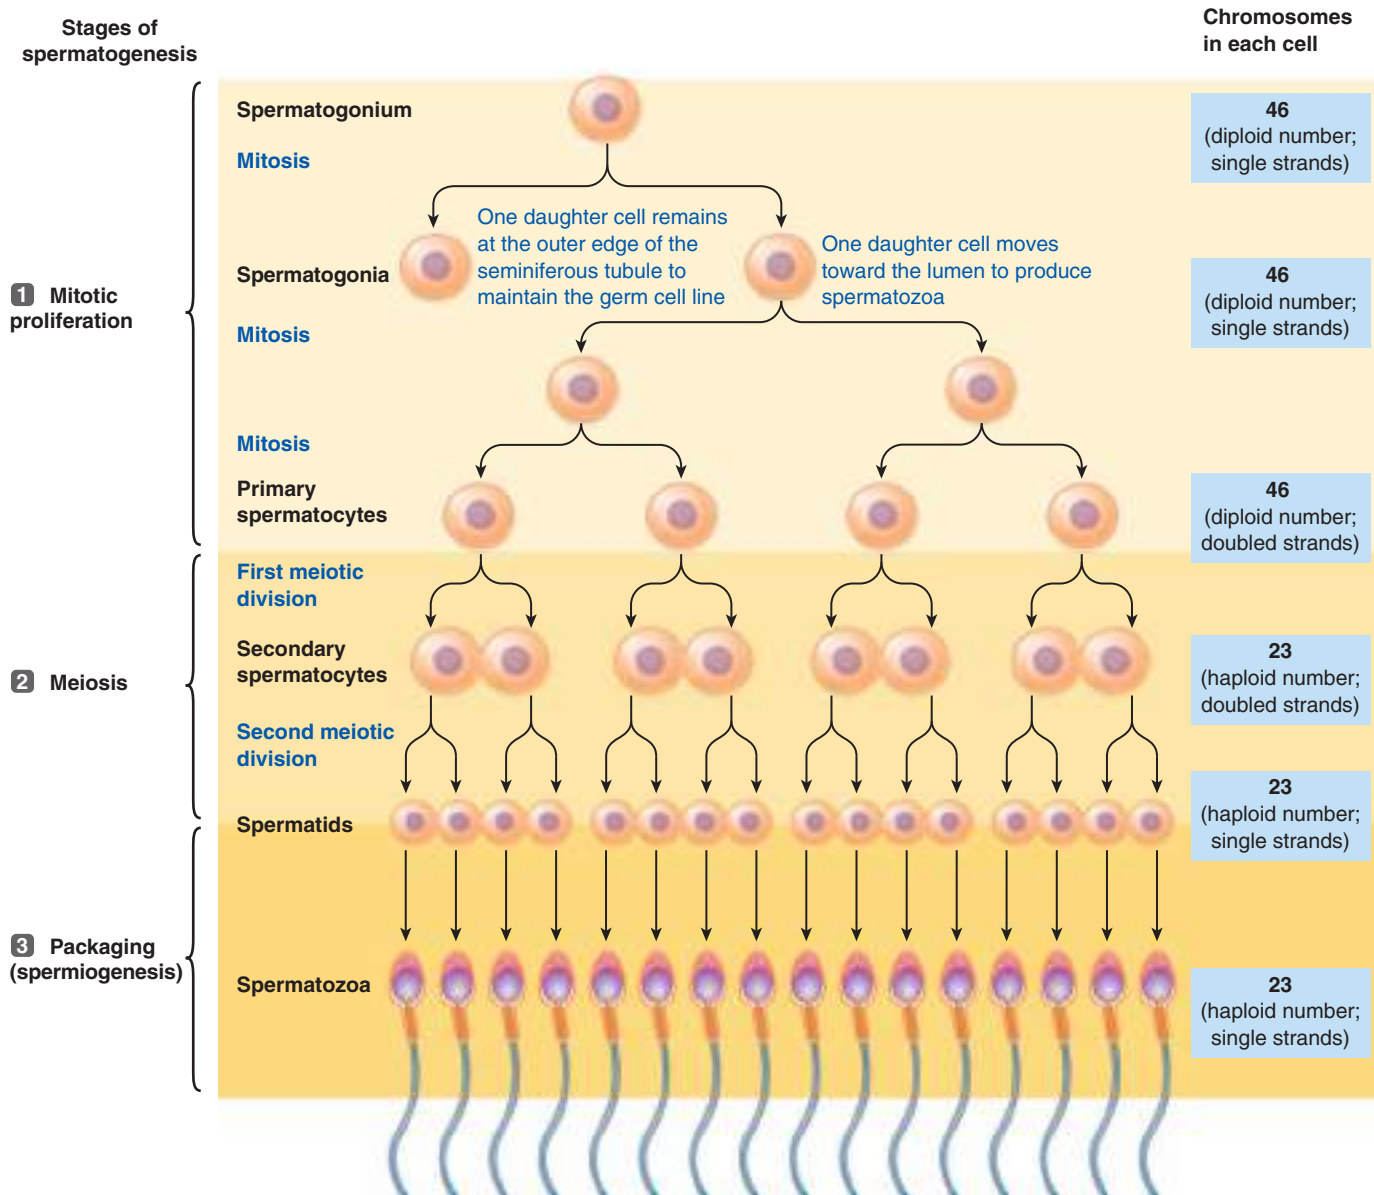 Stages of
spermatogenesis
Chromosomes
in each cell
1 Mitotic
proliferation
Spermatogonium
46
(diploid number;
single strands)
Mitosis
One daughter cell remains
at the outer edge of the
seminiferous tubule to
maintain the germ cell line
One daughter cell moves
toward the lumen to produce
spermatozoa
Spermatogonia
46
(diploid number;
single strands)
Mitosis
Mitosis
Primary
spermatocytes
46
(diploid number;
doubled strands)
2 Meiosis
First meiotic
division
Secondary
spermatocytes
23
(haploid number;
doubled strands)
Second meiotic
division
Spermatids
23
(haploid number;
single strands)
3 Packaging
(spermiogenesis)
Spermatozoa
23
(haploid number;
single strands)